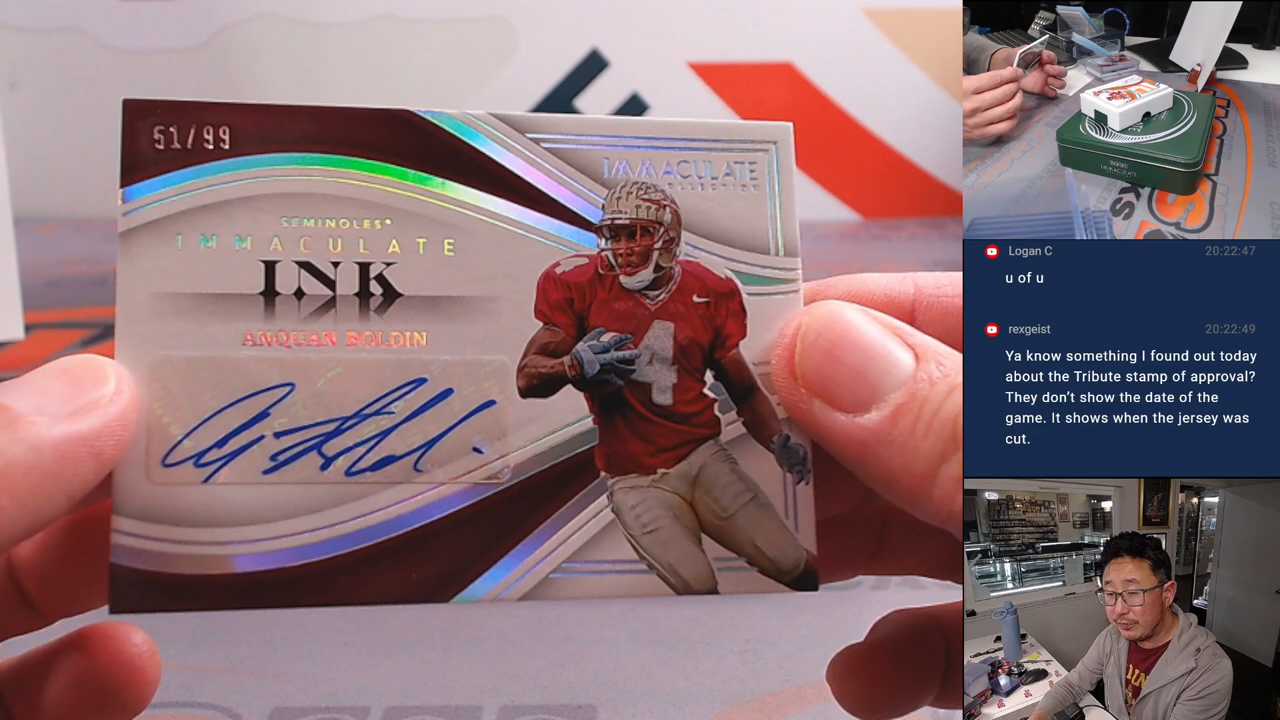 51/99
IMMACULATE
COLLECTION
SEMINOLES*
IMMACULATE
INK
ANQUAN BOLDIN
4
Logan C 20:22:47
u of u
rexgeist 20:22:49
Ya know something I found out today
about the Tribute stamp of approval?
They don't show the date of the
game. It shows when the jersey was
cut.